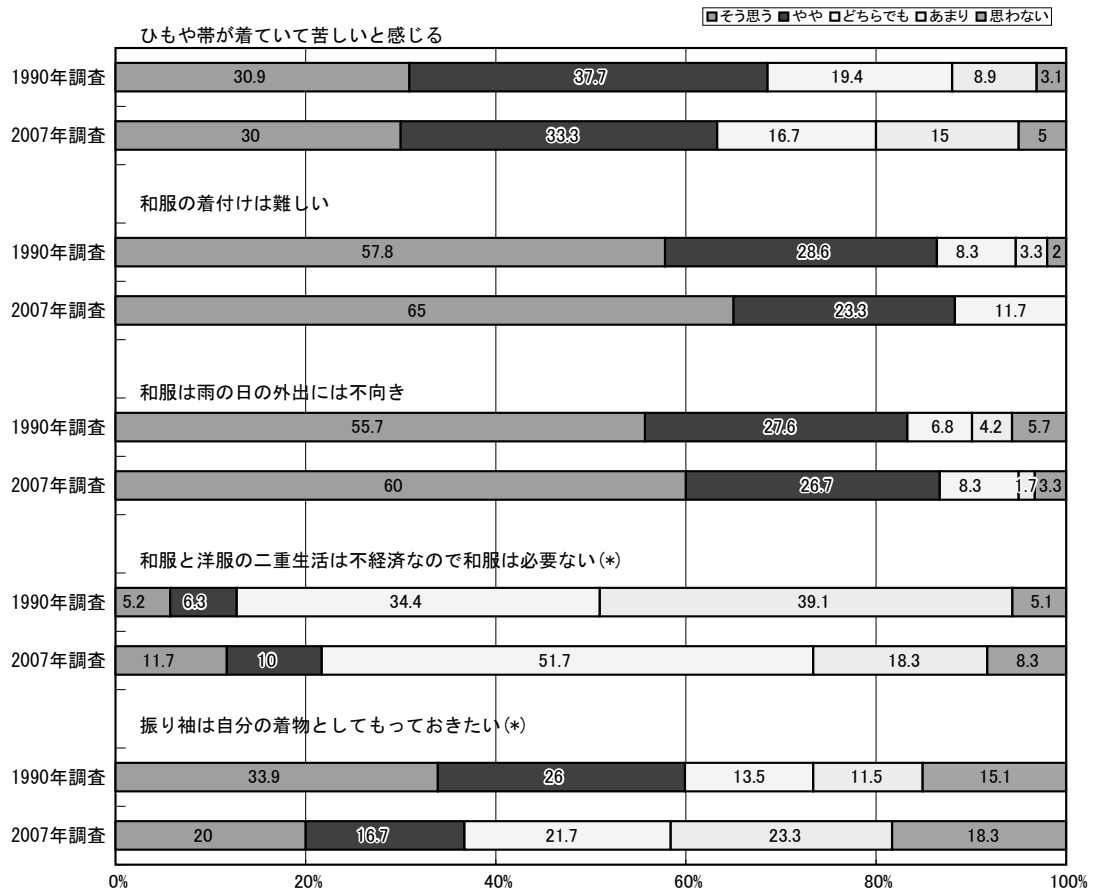 ■そう思う ■やや □どちらでも □あまり ■思わない
ひもや帯が着ていて苦しいと感じる
1990年調査 30.9 37.7 19.4 8.9 3.1
2007年調査 30 33.3 16.7 15 5
和服の着付けは難しい
1990年調査 57.8 28.6 8.3 3.3 2
2007年調査 65 23.3 11.7
和服は雨の日の外出には不向き
1990年調査 55.7 27.6 6.8 4.2 5.7
2007年調査 60 26.7 8.3 1.7 3.3
和服と洋服の二重生活は不経済なので和服は必要ない(*)
1990年調査 5.2 6.3 34.4 39.1 5.1
2007年調査 11.7 10 51.7 18.3 8.3
振り袖は自分の着物としてもっておきたい(*)
1990年調査 33.9 26 13.5 11.5 15.1
2007年調査 20 16.7 21.7 23.3 18.3
0% 20% 40% 60% 80% 100%